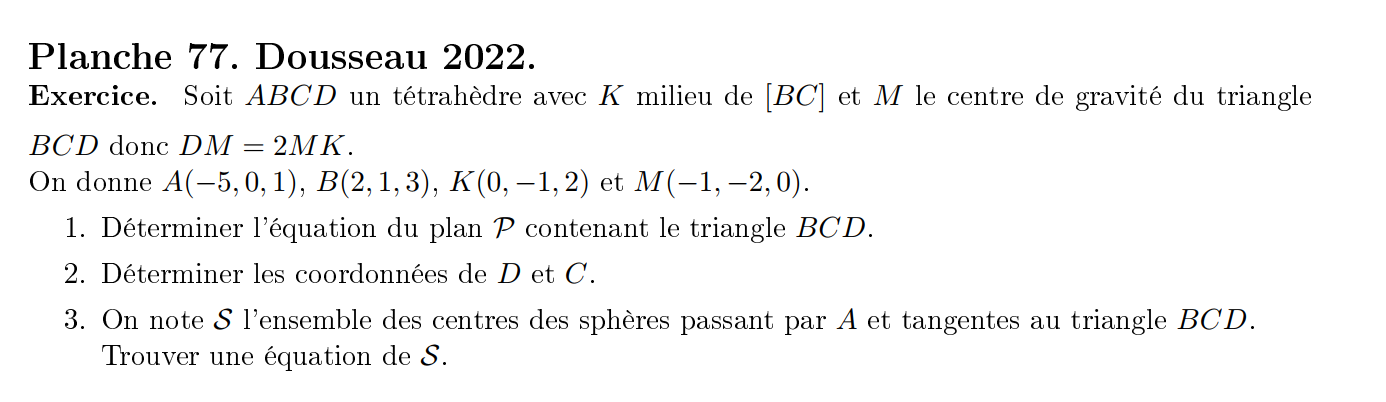 Planche 77. Dousseau 2022.
Exercice. Soit ABCD un tétrahèdre avec K milieu de [BC] et M le centre de gravité du triangle
BCD donc DM = 2MK.
On donne A(−5, 0, 1), B(2, 1, 3), K(0, −1, 2) et M(−1, −2, 0).
1. Déterminer l'équation du plan 𝒫 contenant le triangle BCD.
2. Déterminer les coordonnées de D et C.
3. On note 𝒮 l'ensemble des centres des sphères passant par A et tangentes au triangle BCD.
Trouver une équation de 𝒮.